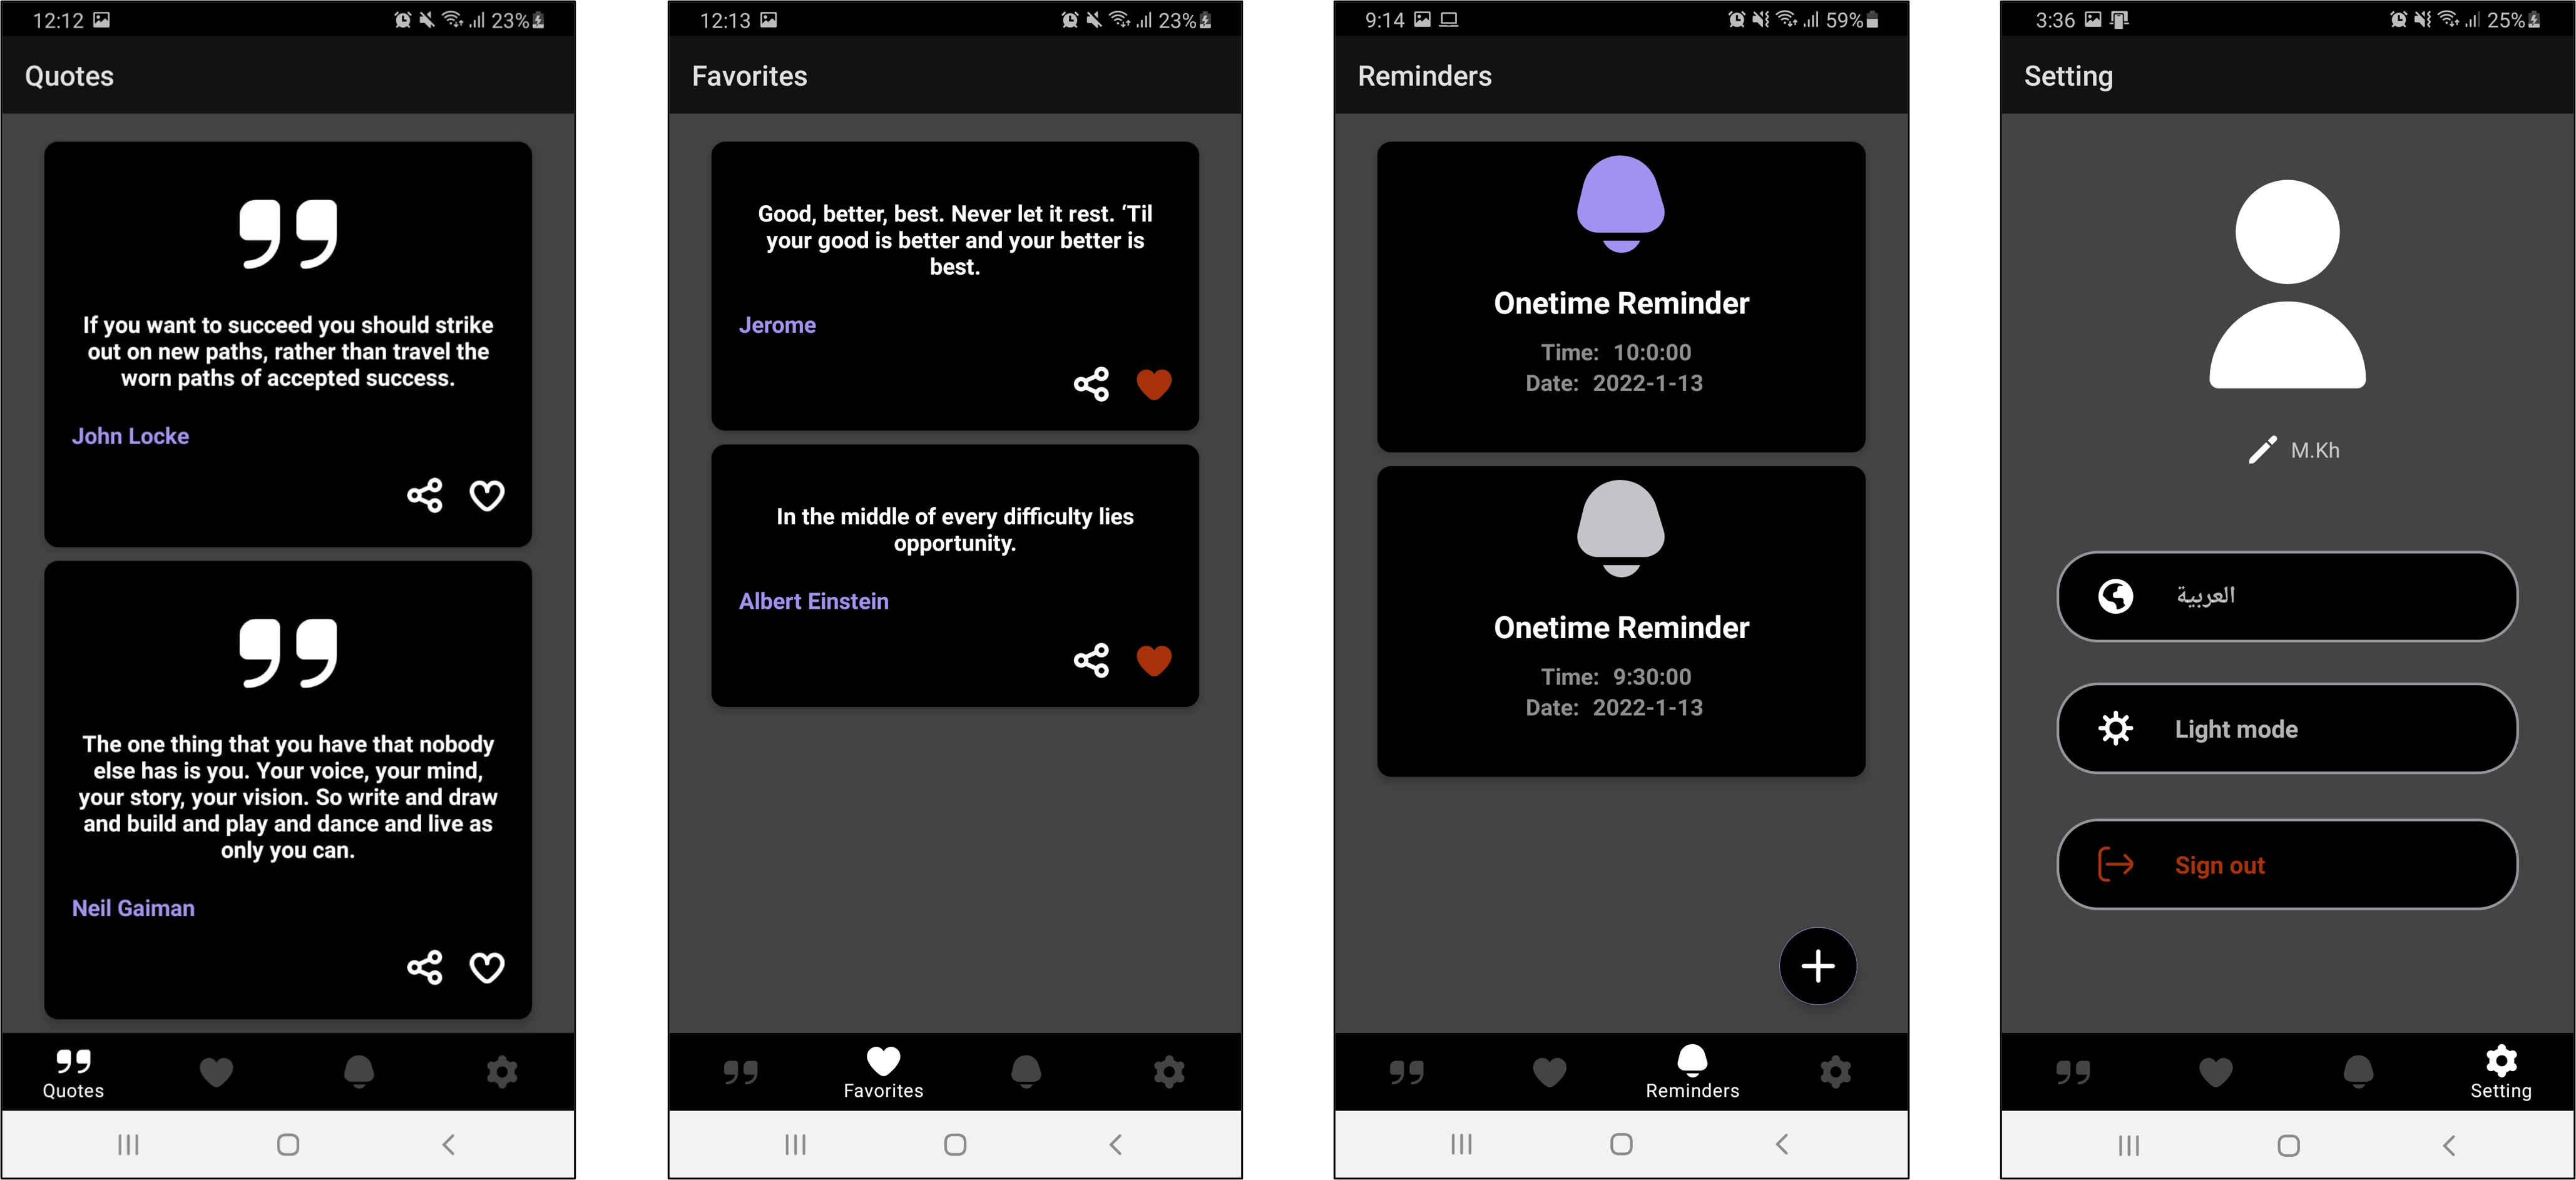 12:12
23%
Quotes
If you want to succeed you should strike
out on new paths, rather than travel the
worn paths of accepted success.
John Locke
The one thing that you have that nobody
else has is you. Your voice, your mind,
your story, your vision. So write and draw
and build and play and dance and live as
only you can.
Neil Gaiman
Quotes
12:13
23%
Favorites
Good, better, best. Never let it rest. ‘Til
your good is better and your better is
best.
Jerome
In the middle of every difficulty lies
opportunity.
Albert Einstein
Favorites
9:14
59%
Reminders
Onetime Reminder
Time: 10:0:00
Date: 2022-1-13
Onetime Reminder
Time: 9:30:00
Date: 2022-1-13
Reminders
3:36
25%
Setting
M.Kh
العربية
Light mode
Sign out
Setting